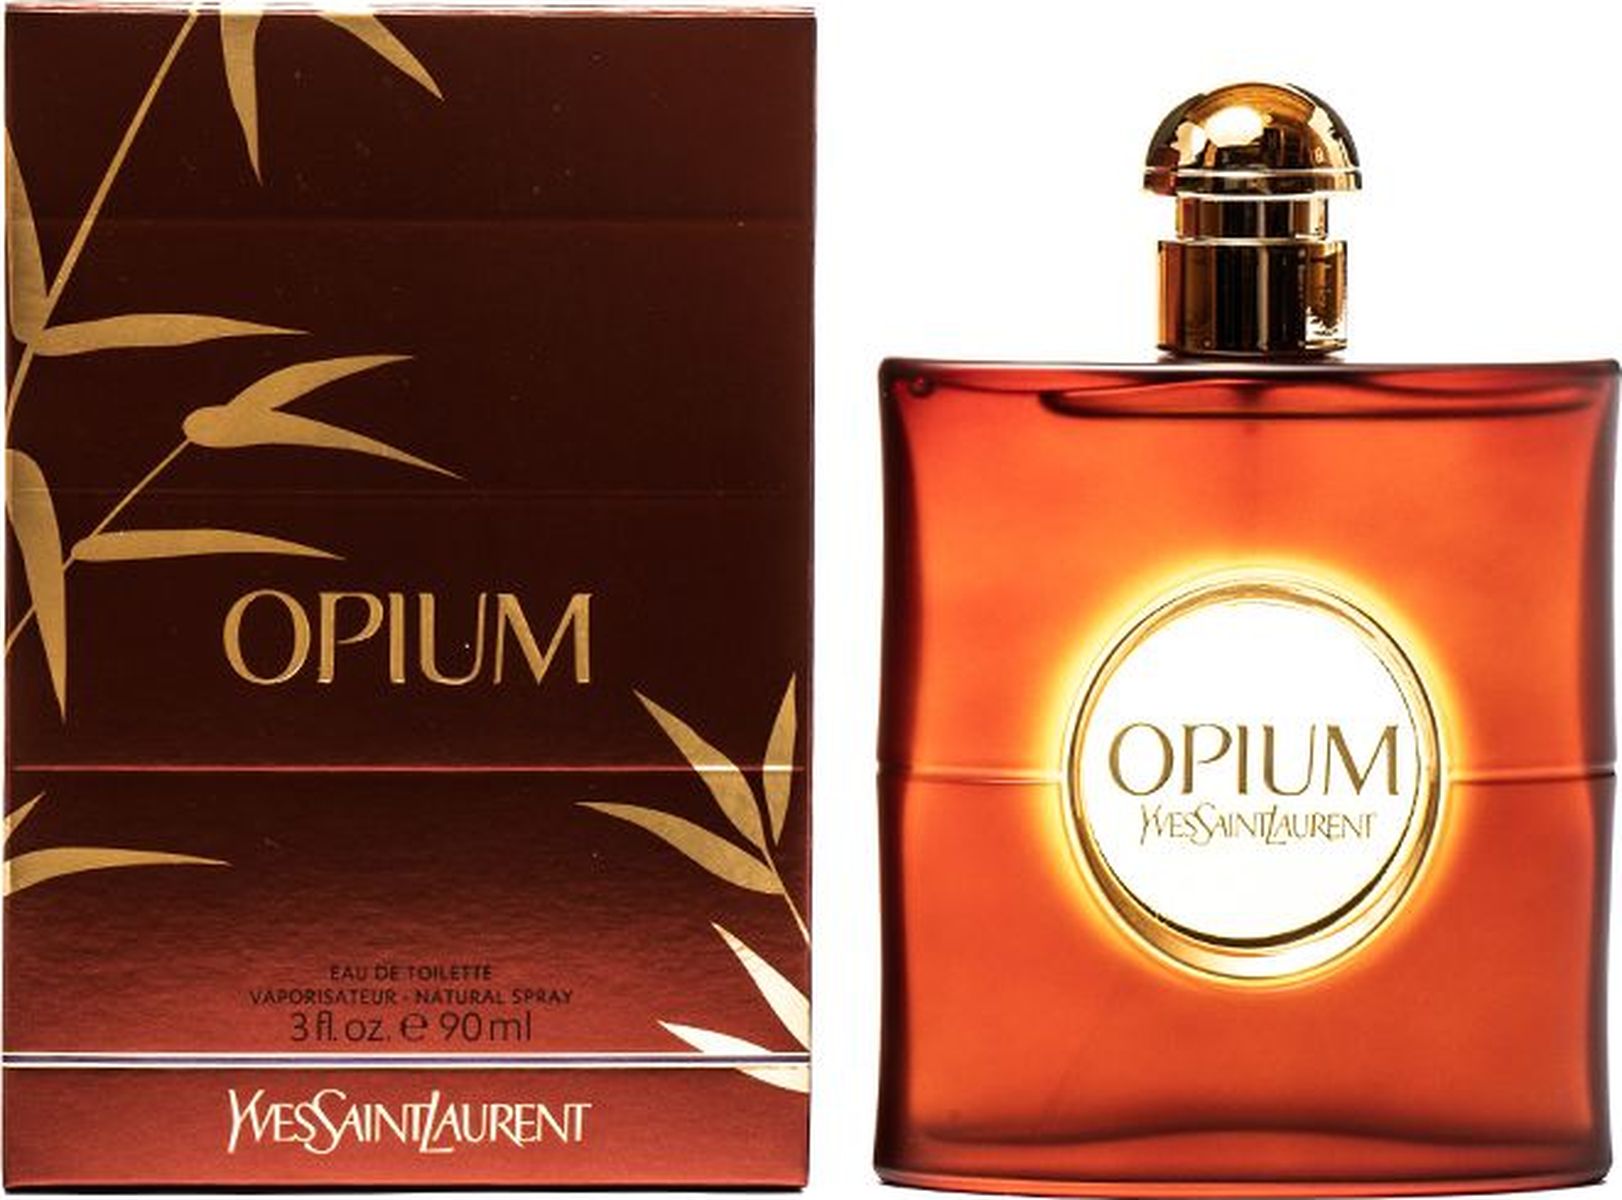 OPIUM
EAU DE TOILETTE
VAPORISATEUR - NATURAL SPRAY
3 fl. oz. ℮ 90 ml
YVESSAINTLAURENT
OPIUM
YVESSAINTLAURENT